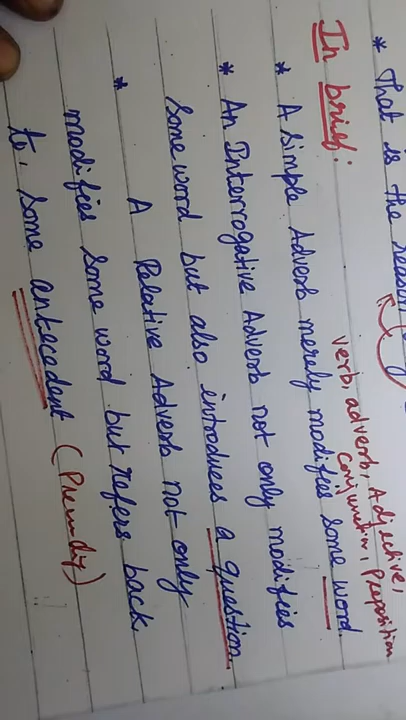 * That is the reason
In brief:
verb, adverb, Adjective,
Conjunction, Preposition
* A Simple Adverb merely modifies some word.
* An Interrogative Adverb not only modifies
some word but also introduces a question
* A Relative Adverb not only
modifies some word but refers back
to some antecedent